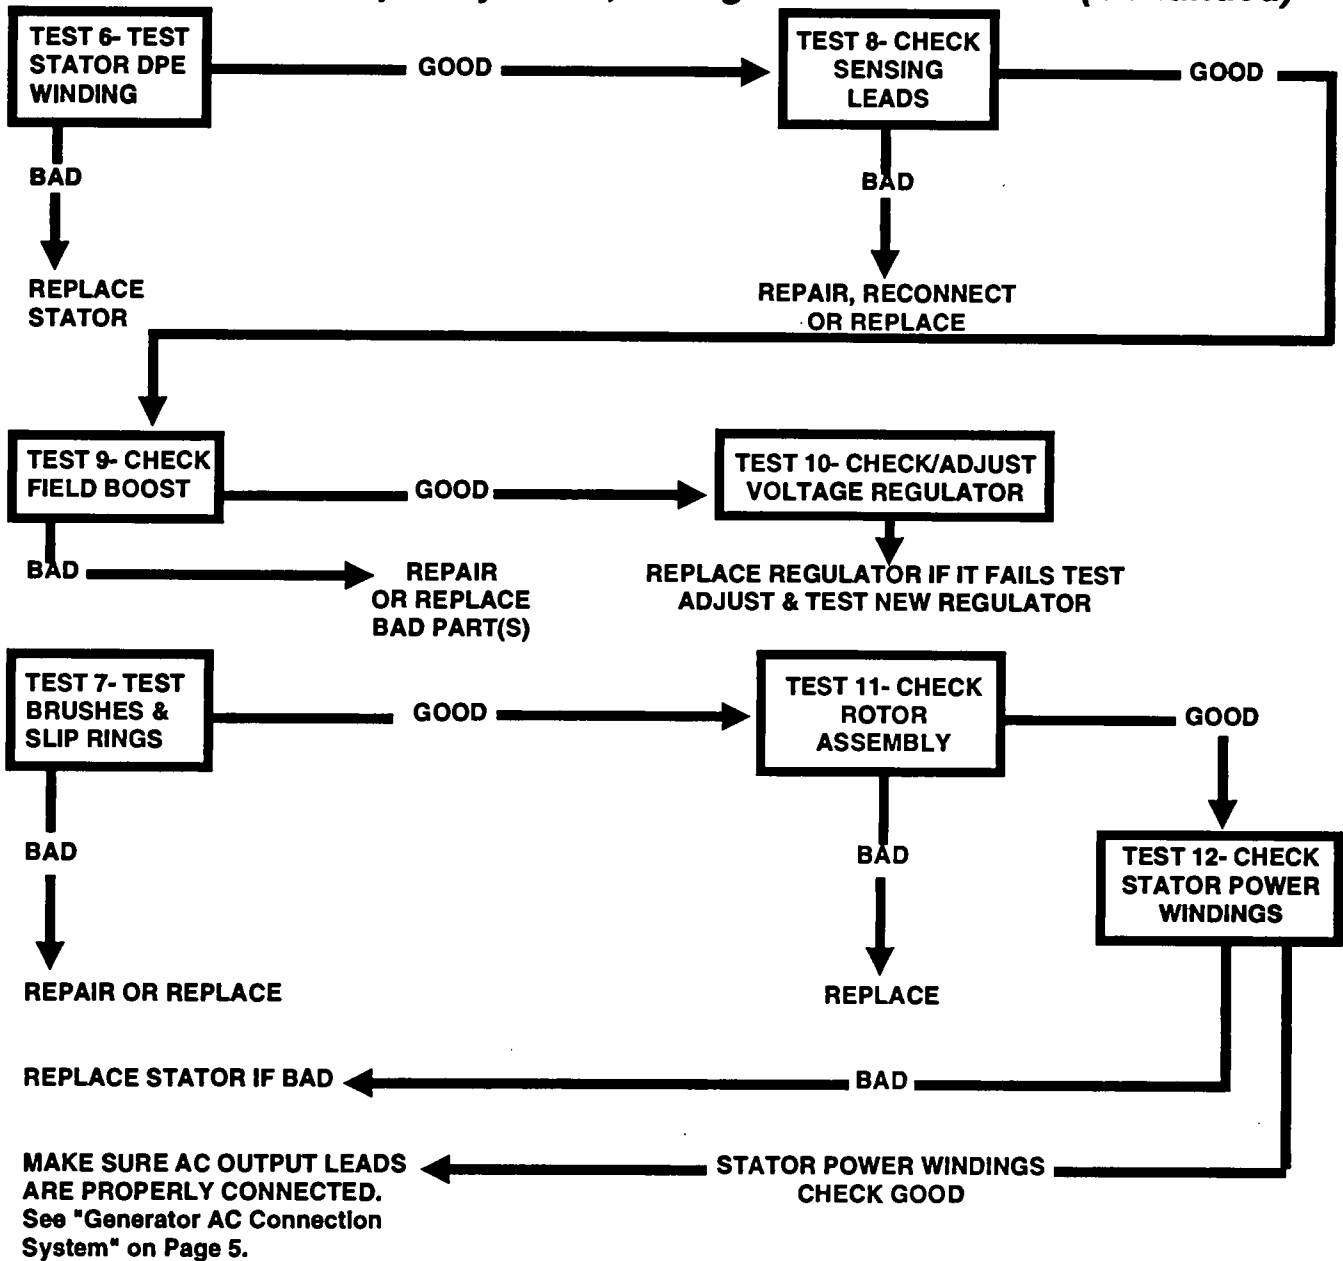 TEST 6- TEST
STATOR DPE
WINDING
GOOD
TEST 8- CHECK
SENSING
LEADS
GOOD
BAD
BAD
REPLACE
STATOR
REPAIR, RECONNECT
OR REPLACE
TEST 9- CHECK
FIELD BOOST
GOOD
TEST 10- CHECK/ADJUST
VOLTAGE REGULATOR
BAD
REPAIR
OR REPLACE
BAD PART(S)
REPLACE REGULATOR IF IT FAILS TEST
ADJUST & TEST NEW REGULATOR
TEST 7- TEST
BRUSHES &
SLIP RINGS
GOOD
TEST 11- CHECK
ROTOR
ASSEMBLY
GOOD
BAD
BAD
TEST 12- CHECK
STATOR POWER
WINDINGS
REPAIR OR REPLACE
REPLACE
REPLACE STATOR IF BAD
BAD
MAKE SURE AC OUTPUT LEADS
ARE PROPERLY CONNECTED.
See "Generator AC Connection
System" on Page 5.
STATOR POWER WINDINGS
CHECK GOOD